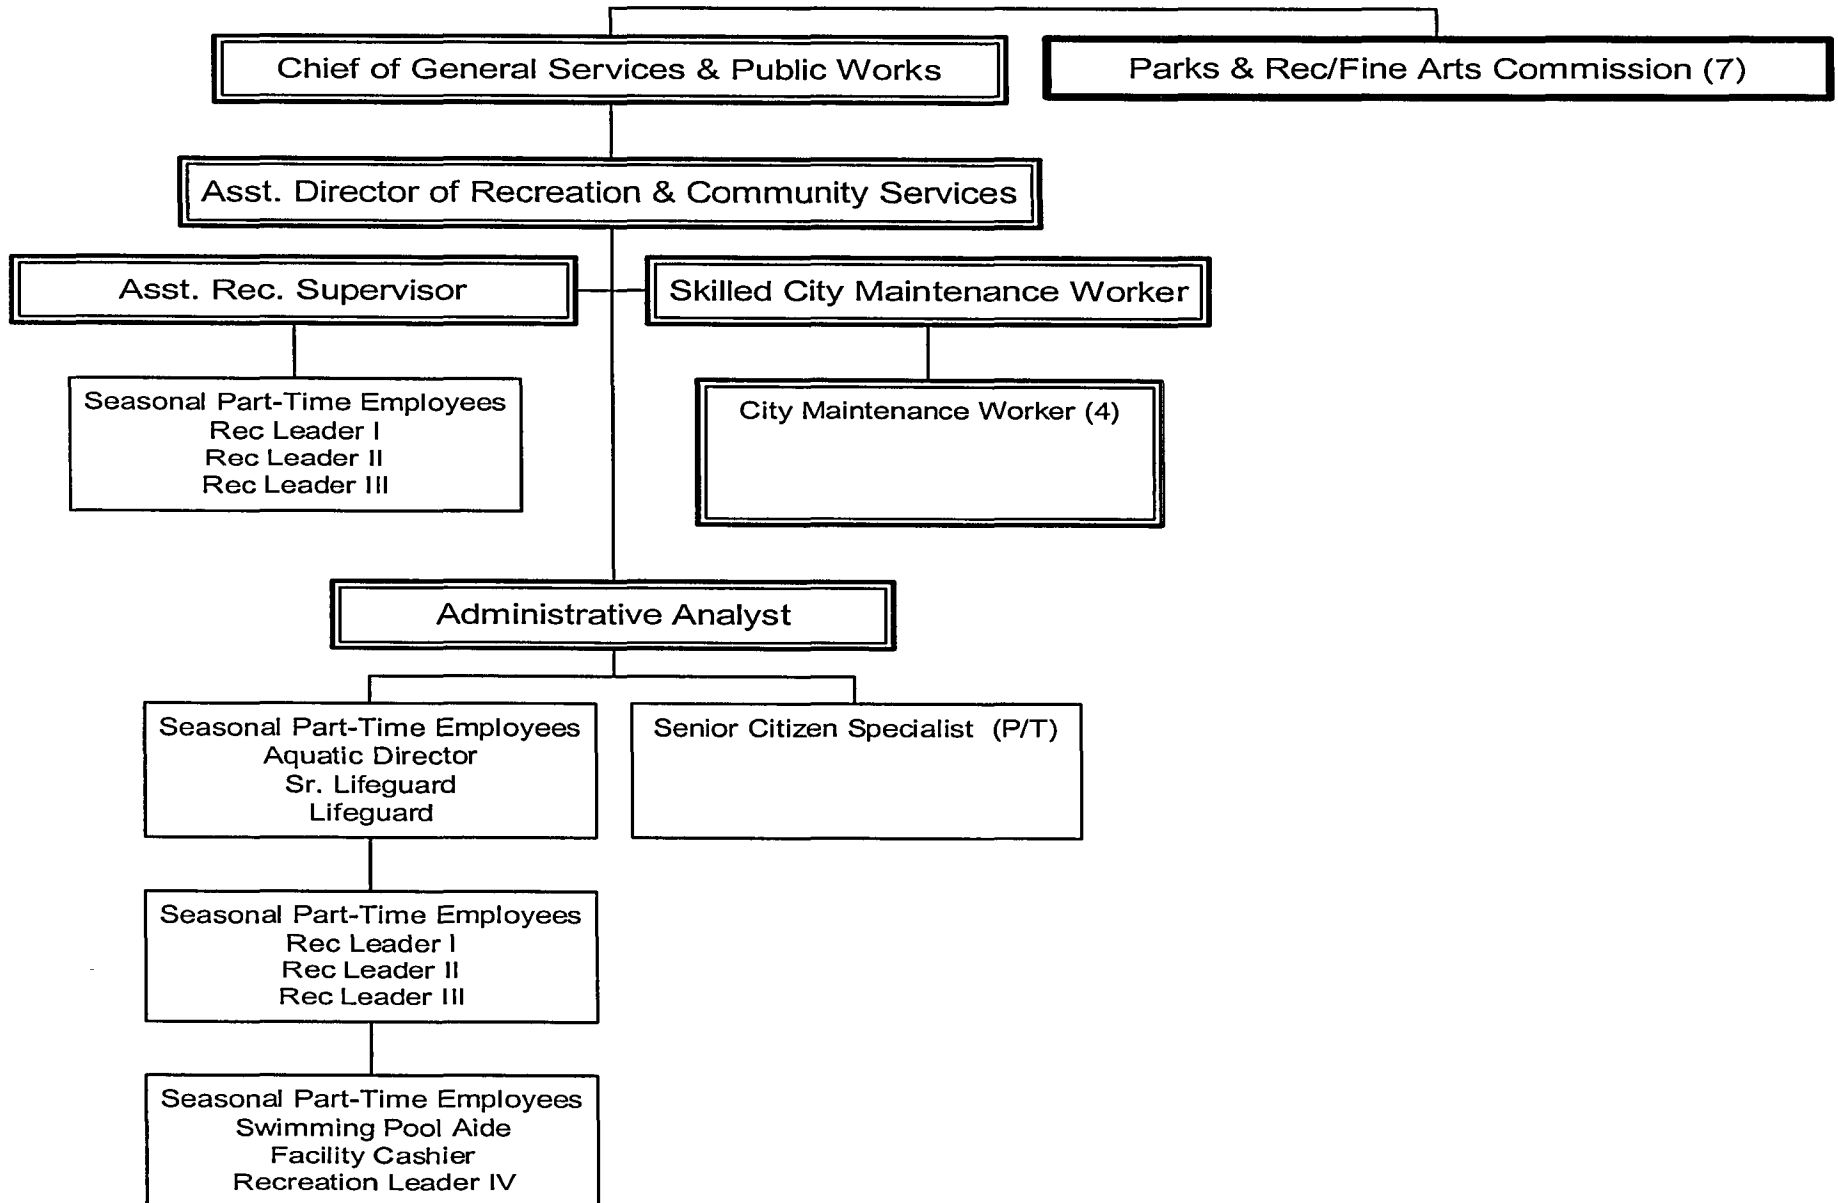 Chief of General Services & Public Works
Parks & Rec/Fine Arts Commission (7)
Asst. Director of Recreation & Community Services
Asst. Rec. Supervisor
Skilled City Maintenance Worker
Seasonal Part-Time Employees
Rec Leader I
Rec Leader II
Rec Leader III
City Maintenance Worker (4)
Administrative Analyst
Seasonal Part-Time Employees
Aquatic Director
Sr. Lifeguard
Lifeguard
Senior Citizen Specialist (P/T)
Seasonal Part-Time Employees
Rec Leader I
Rec Leader II
Rec Leader III
Seasonal Part-Time Employees
Swimming Pool Aide
Facility Cashier
Recreation Leader IV